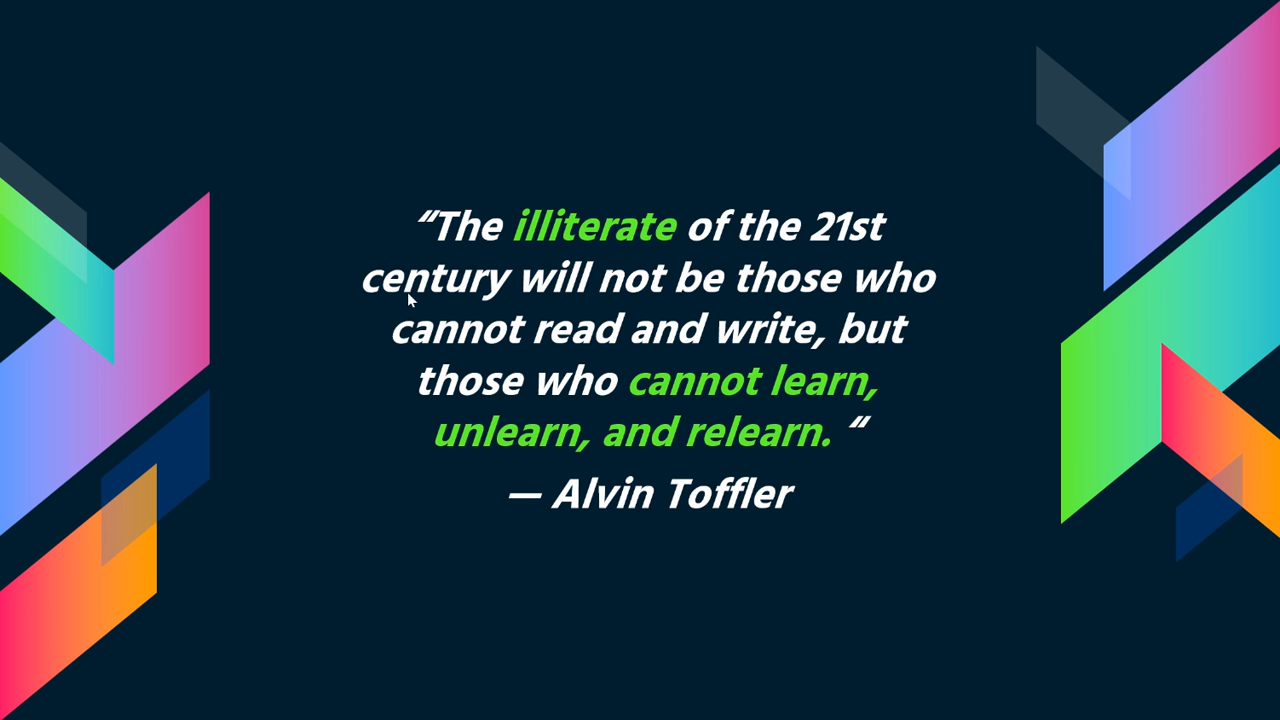 “The illiterate of the 21st
century will not be those who
cannot read and write, but
those who cannot learn,
unlearn, and relearn. “
— Alvin Toffler